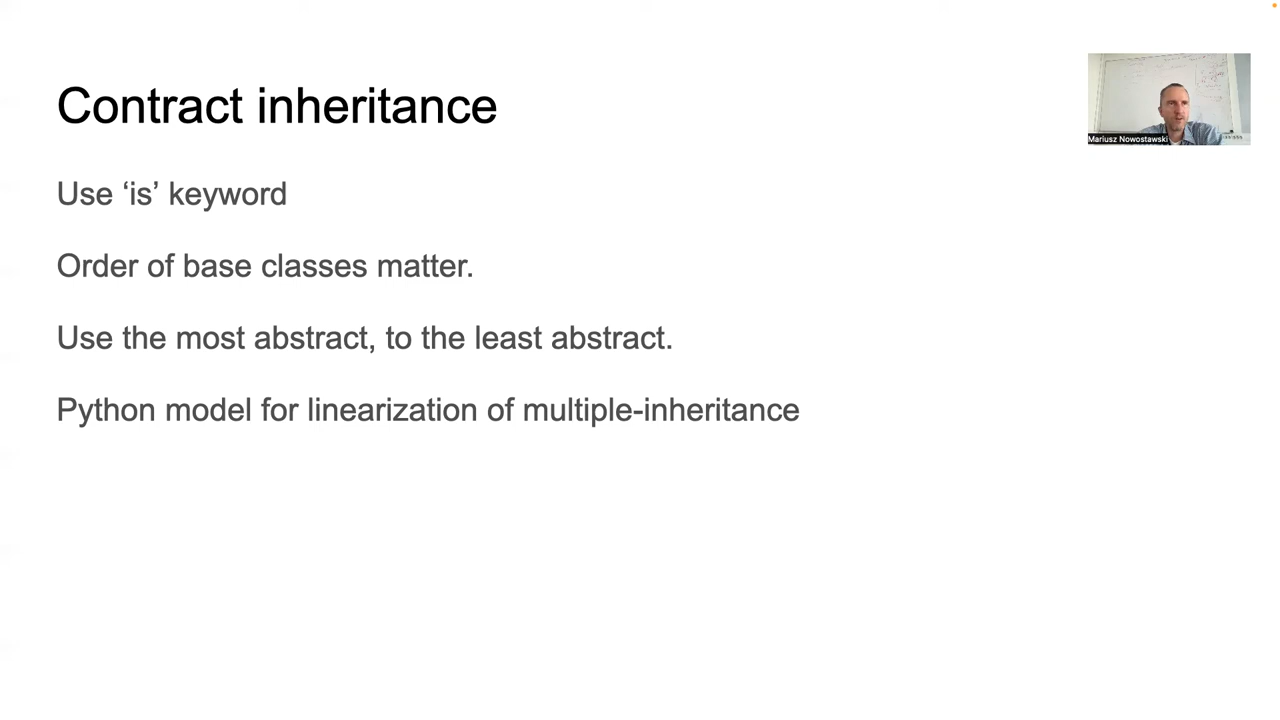 Contract inheritance
Mariusz Nowostawski
Use ‘is’ keyword
Order of base classes matter.
Use the most abstract, to the least abstract.
Python model for linearization of multiple-inheritance